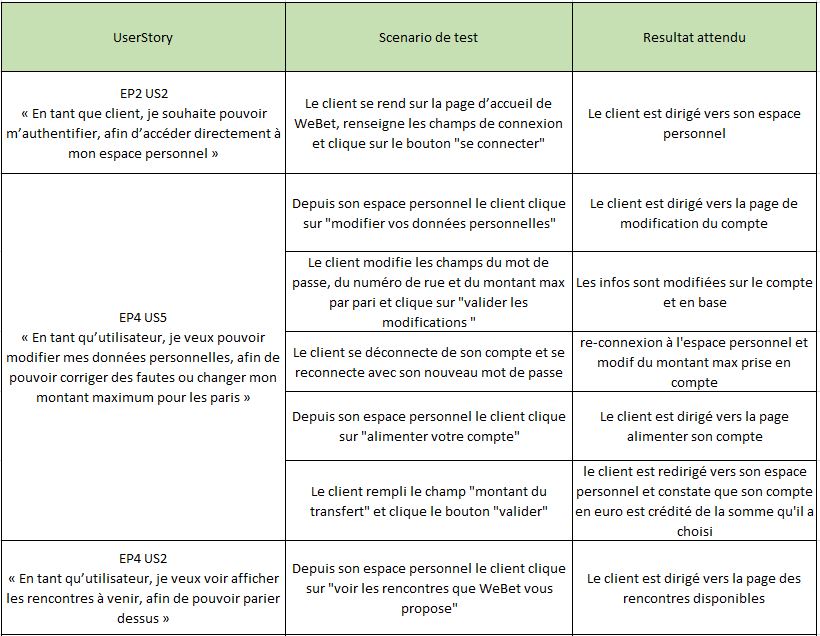 UserStory
Scenario de test
Resultat attendu
EP2 US2
« En tant que client, je souhaite pouvoir
m’authentifier, afin d’accéder directement à
mon espace personnel »
Le client se rend sur la page d’accueil de
WeBet, renseigne les champs de connexion
et clique sur le bouton "se connecter"
Le client est dirigé vers son espace
personnel
EP4 US5
« En tant qu’utilisateur, je veux pouvoir
modifier mes données personnelles, afin de
pouvoir corriger des fautes ou changer mon
montant maximum pour les paris »
Depuis son espace personnel le client clique
sur "modifier vos données personnelles"
Le client est dirigé vers la page de
modification du compte
Le client modifie les champs du mot de
passe, du numéro de rue et du montant max
par pari et clique sur "valider les
modifications "
Les infos sont modifiées sur le compte
et en base
Le client se déconnecte de son compte et se
reconnecte avec son nouveau mot de passe
re-connexion à l'espace personnel et
modif du montant max prise en
compte
Depuis son espace personnel le client clique
sur "alimenter votre compte"
Le client est dirigé vers la page
alimenter son compte
Le client rempli le champ "montant du
transfert" et clique le bouton "valider"
le client est redirigé vers son espace
personnel et constate que son compte
en euro est crédité de la somme qu'il a
choisi
EP4 US2
« En tant qu’utilisateur, je veux voir afficher
les rencontres à venir, afin de pouvoir parier
dessus »
Depuis son espace personnel le client clique
sur "voir les rencontres que WeBet vous
propose"
Le client est dirigé vers la page des
rencontres disponibles